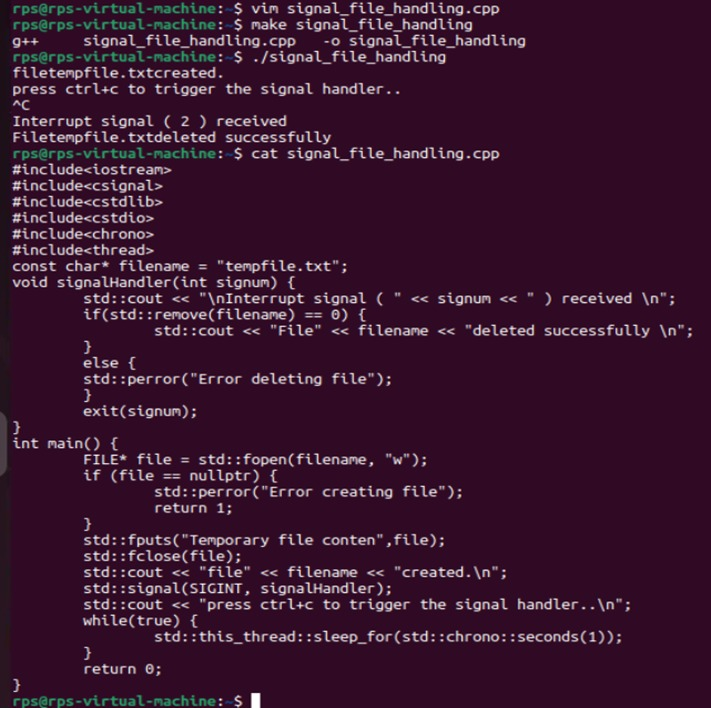 rps@rps-virtual-machine:~$ vim signal_file_handling.cpp
rps@rps-virtual-machine:~$ make signal_file_handling
g++     signal_file_handling.cpp   -o signal_file_handling
rps@rps-virtual-machine:~$ ./signal_file_handling
filetempfile.txtcreated.
press ctrl+c to trigger the signal handler..
^C
Interrupt signal ( 2 ) received
Filetempfile.txtdeleted successfully
rps@rps-virtual-machine:~$ cat signal_file_handling.cpp
#include<iostream>
#include<csignal>
#include<cstdlib>
#include<cstdio>
#include<chrono>
#include<thread>
const char* filename = "tempfile.txt";
void signalHandler(int signum) {
        std::cout << "\nInterrupt signal ( " << signum << " ) received \n";
        if(std::remove(filename) == 0) {
                std::cout << "File" << filename << "deleted successfully \n";
        }
        else {
        std::perror("Error deleting file");
        }
        exit(signum);
}
int main() {
        FILE* file = std::fopen(filename, "w");
        if (file == nullptr) {
                std::perror("Error creating file");
                return 1;
        }
        std::fputs("Temporary file conten",file);
        std::fclose(file);
        std::cout << "file" << filename << "created.\n";
        std::signal(SIGINT, signalHandler);
        std::cout << "press ctrl+c to trigger the signal handler..\n";
        while(true) {
                std::this_thread::sleep_for(std::chrono::seconds(1));
        }
        return 0;
}
rps@rps-virtual-machine:~$